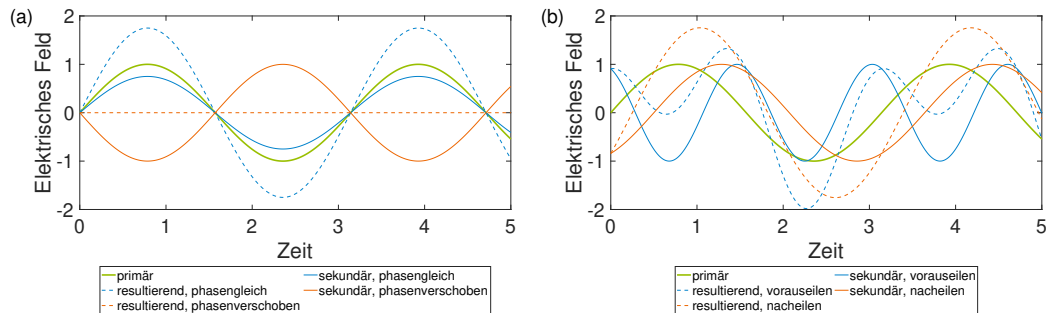 (a)
Elektrisches Feld
2
1
0
-1
-2
0 1 2 3 4 5
Zeit
primär
resultierend, phasengleich
resultierend, phasenverschoben
sekundär, phasengleich
sekundär, phasenverschoben
(b)
Elektrisches Feld
2
1
0
-1
-2
0 1 2 3 4 5
Zeit
primär
resultierend, vorauseilen
resultierend, nacheilen
sekundär, vorauseilen
sekundär, nacheilen